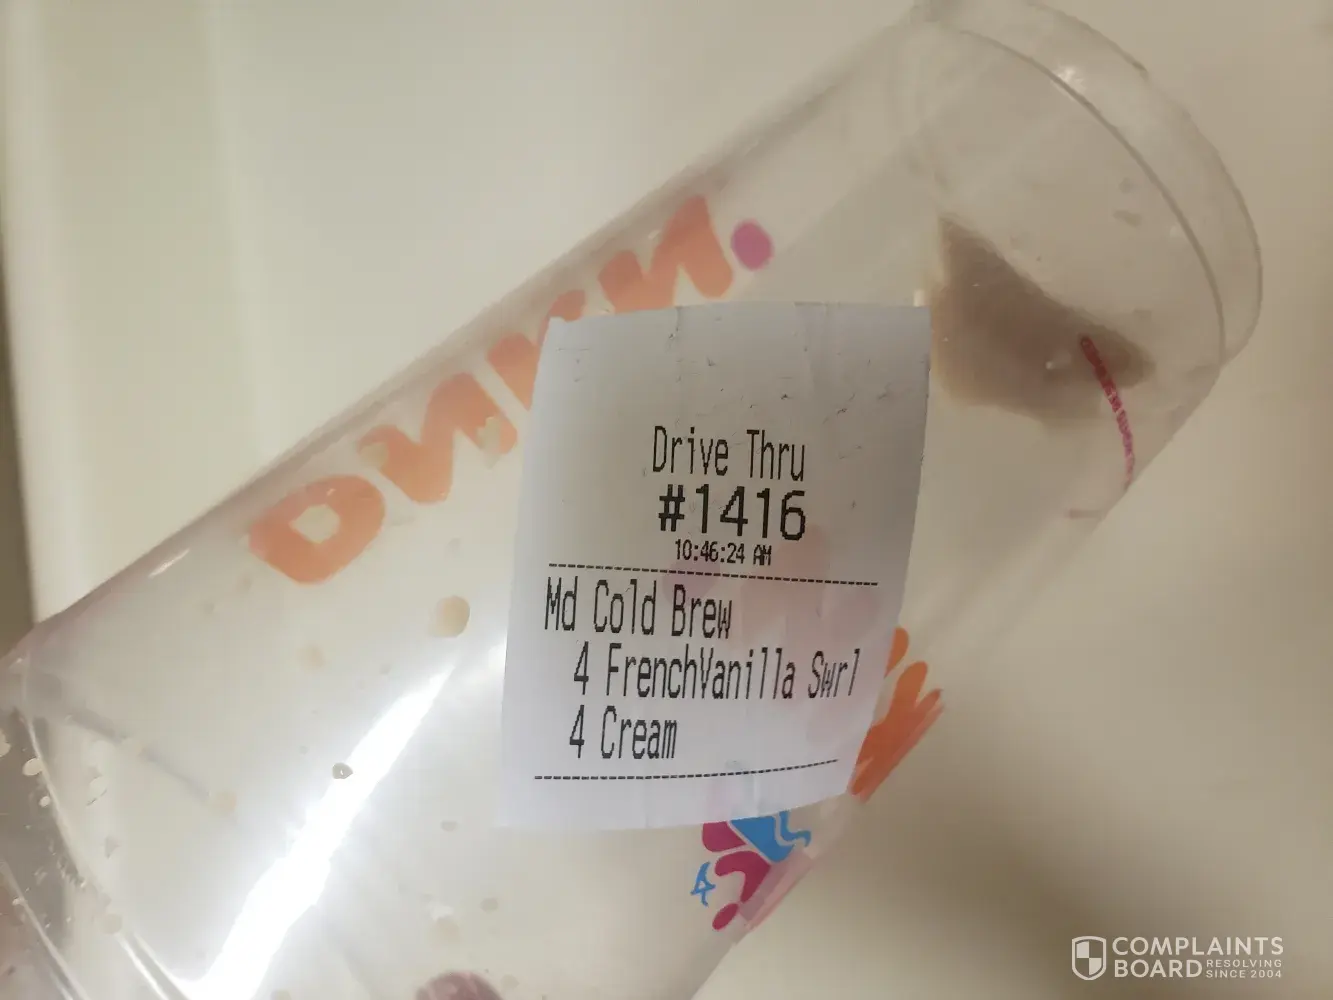 DUNKIN.
Drive Thru
#1416
10:46:24 AM
Md Cold Brew
4 FrenchVanilla Swrl
4 Cream
COMPLAINTS
BOARD RESOLVING
SINCE 2004